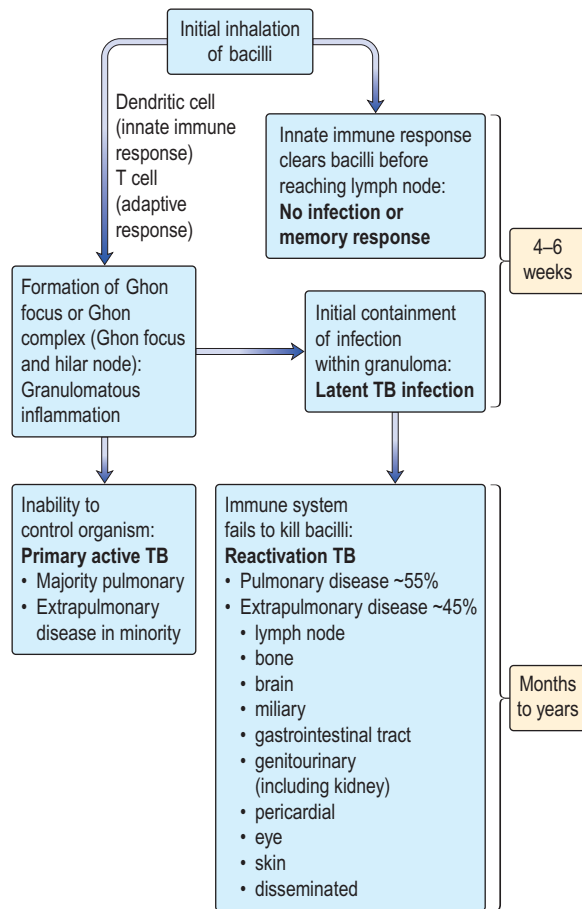 Initial inhalation
of bacilli
Dendritic cell
(innate immune
response)
T cell
(adaptive
response)
Innate immune response
clears bacilli before
reaching lymph node:
No infection or
memory response
4–6
weeks
Formation of Ghon
focus or Ghon
complex (Ghon focus
and hilar node):
Granulomatous
inflammation
Initial containment
of infection
within granuloma:
Latent TB infection
Inability to
control organism:
Primary active TB
• Majority pulmonary
• Extrapulmonary
disease in minority
Immune system
fails to kill bacilli:
Reactivation TB
• Pulmonary disease ~55%
• Extrapulmonary disease ~45%
• lymph node
• bone
• brain
• miliary
• gastrointestinal tract
• genitourinary
(including kidney)
• pericardial
• eye
• skin
• disseminated
Months
to years